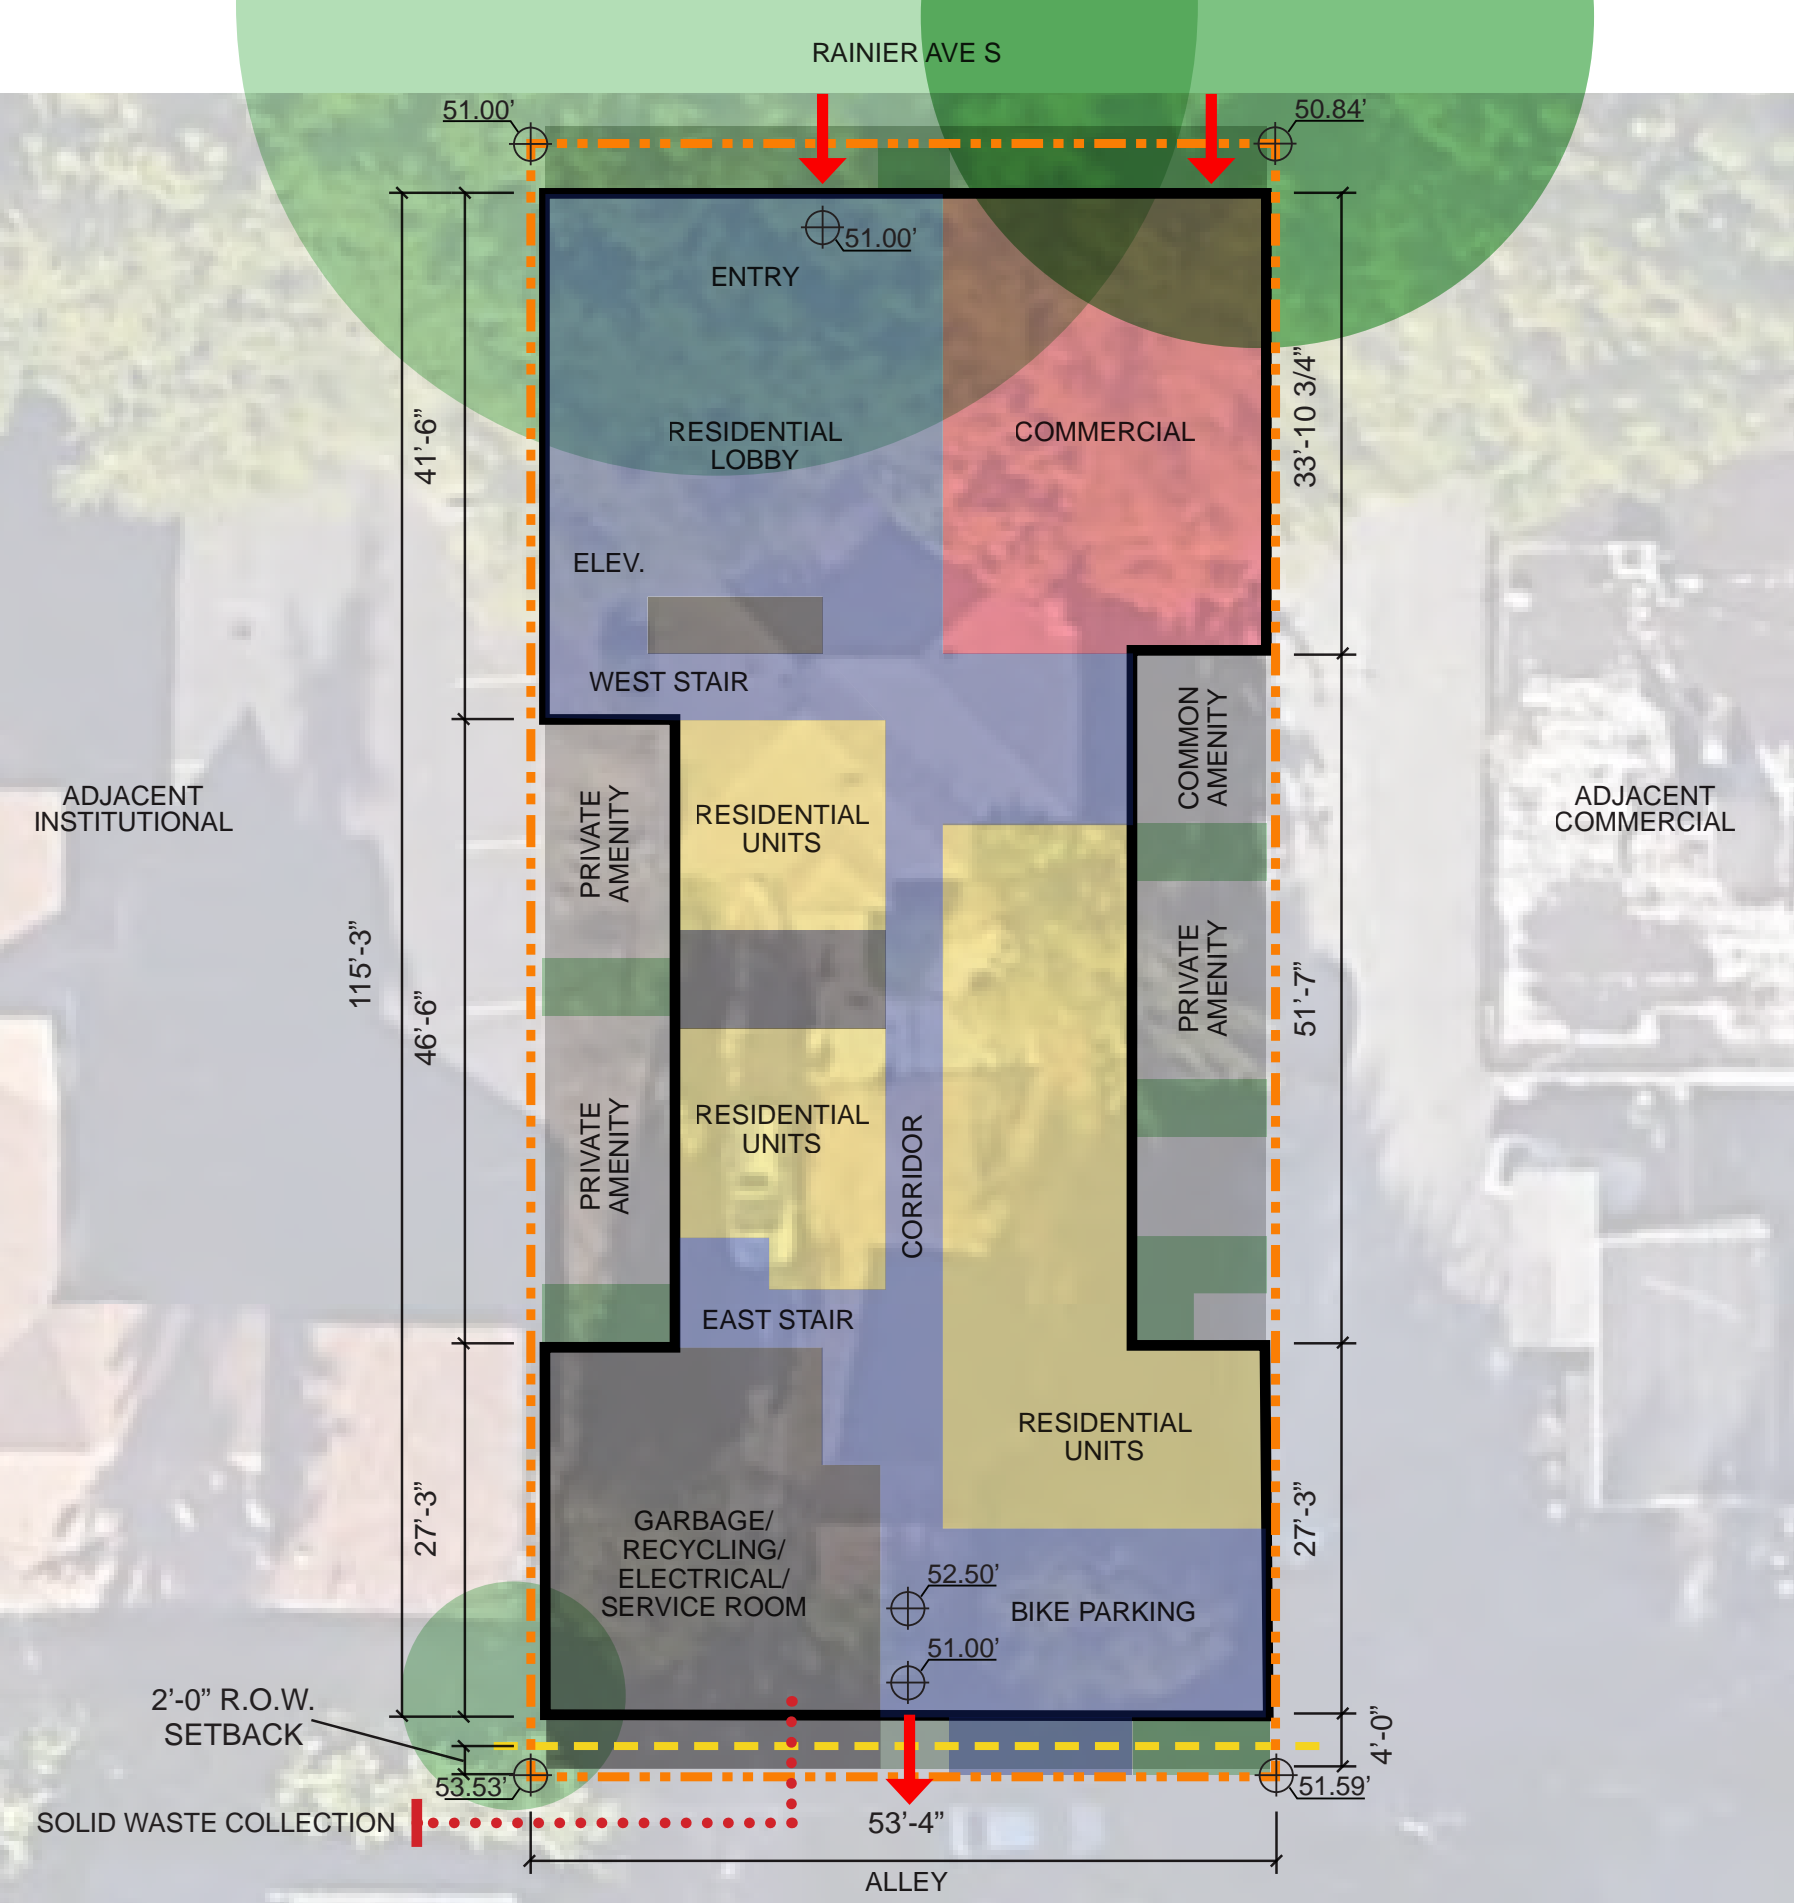 RAINIER AVE S
51.00’
50.84’
51.00’
ENTRY
RESIDENTIAL
LOBBY
COMMERCIAL
41’-6”
33’-10 3/4”
ELEV.
WEST STAIR
COMMON
AMENITY
ADJACENT
INSTITUTIONAL
PRIVATE
AMENITY
RESIDENTIAL
UNITS
ADJACENT
COMMERCIAL
115’-3”
46’-6”
PRIVATE
AMENITY
51’-7”
PRIVATE
AMENITY
RESIDENTIAL
UNITS
CORRIDOR
EAST STAIR
RESIDENTIAL
UNITS
27’-3”
GARBAGE/
RECYCLING/
ELECTRICAL/
SERVICE ROOM
52.50’
BIKE PARKING
51.00’
27’-3”
2’-0” R.O.W.
SETBACK
4’-0”
53.53’
51.59’
SOLID WASTE COLLECTION
53’-4”
ALLEY